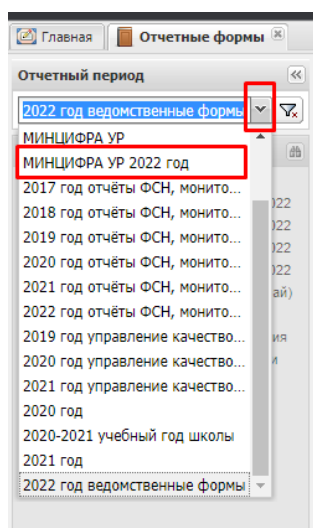 Главная
Отчетные формы
Отчетный период
2022 год ведомственные формы
МИНЦИФРА УР
МИНЦИФРА УР 2022 год
2017 год отчёты ФСН, монито...
2018 год отчёты ФСН, монито...
2019 год отчёты ФСН, монито...
2020 год отчёты ФСН, монито...
2021 год отчёты ФСН, монито...
2022 год отчёты ФСН, монито...
2019 год управление качество...
2020 год управление качество...
2021 год управление качество...
2020 год
2020-2021 учебный год школы
2021 год
2022 год ведомственные формы